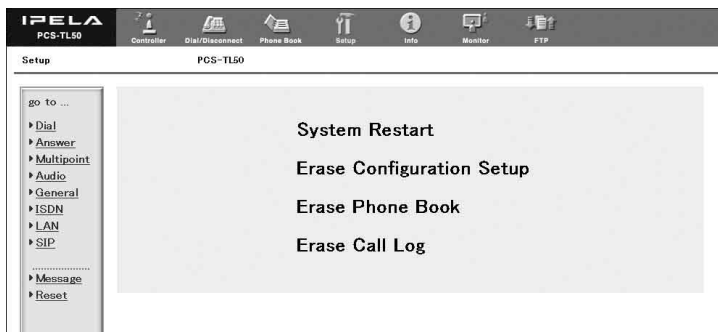 IPELA
PCS-TL50
Controller Dial/Disconnect Phone Book Setup Info Monitor FTP
Setup PCS-TL50
go to ...
Dial
Answer
Multipoint
Audio
General
ISDN
LAN
SIP
Message
Reset
System Restart
Erase Configuration Setup
Erase Phone Book
Erase Call Log